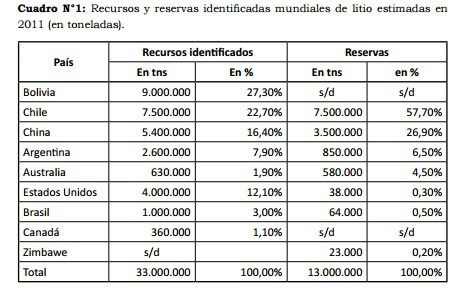 Cuadro N°1: Recursos y reservas identificadas mundiales de litio estimadas en
2011 (en toneladas).
País Recursos identificados Reservas
En tns En % En tns en %
Bolivia 9.000.000 27,30% s/d s/d
Chile 7.500.000 22,70% 7.500.000 57,70%
China 5.400.000 16,40% 3.500.000 26,90%
Argentina 2.600.000 7,90% 850.000 6,50%
Australia 630.000 1,90% 580.000 4,50%
Estados Unidos 4.000.000 12,10% 38.000 0,30%
Brasil 1.000.000 3,00% 64.000 0,50%
Canadá 360.000 1,10% s/d s/d
Zimbawe s/d 23.000 0,20%
Total 33.000.000 100,00% 13.000.000 100,00%